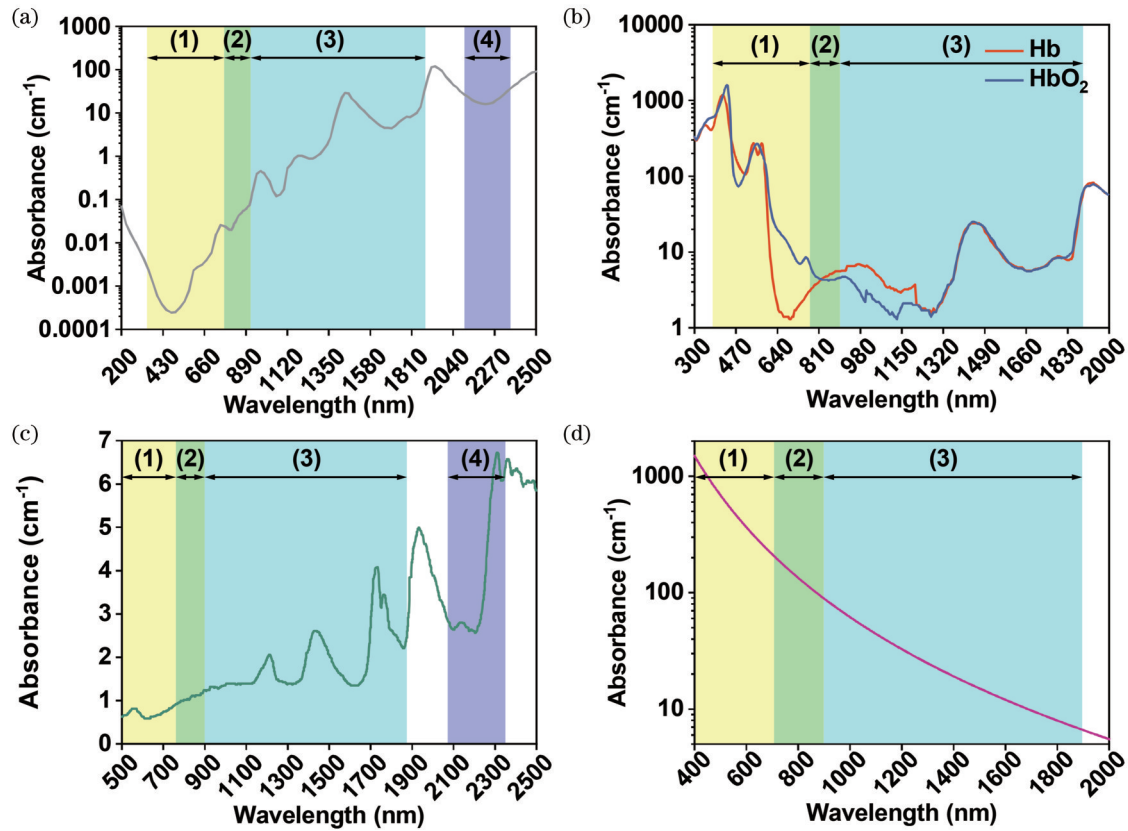 (a)
(1) (2) (3) (4)
1000
100
10
1
0.1
0.01
0.001
0.0001
Absorbance (cm⁻¹)
200 430 660 890 1120 1350 1580 1810 2040 2270 2500
Wavelength (nm)
(b)
(1) (2) (3)
Hb
HbO₂
10000
1000
100
10
1
Absorbance (cm⁻¹)
300 470 640 810 980 1150 1320 1490 1660 1830 2000
Wavelength (nm)
(c)
(1) (2) (3) (4)
7
6
5
4
3
2
1
0
Absorbance (cm⁻¹)
500 700 900 1100 1300 1500 1700 1900 2100 2300 2500
Wavelength (nm)
(d)
(1) (2) (3)
1000
100
10
Absorbance (cm⁻¹)
400 600 800 1000 1200 1400 1600 1800 2000
Wavelength (nm)